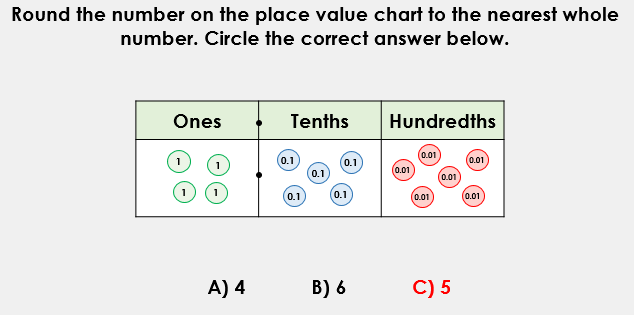 Round the number on the place value chart to the nearest whole
number. Circle the correct answer below.
Ones Tenths Hundredths
1 1 0.1 0.1 0.1 0.01 0.01 0.01 0.01
1 1 0.1 0.1 0.01 0.01
A) 4 B) 6 C) 5